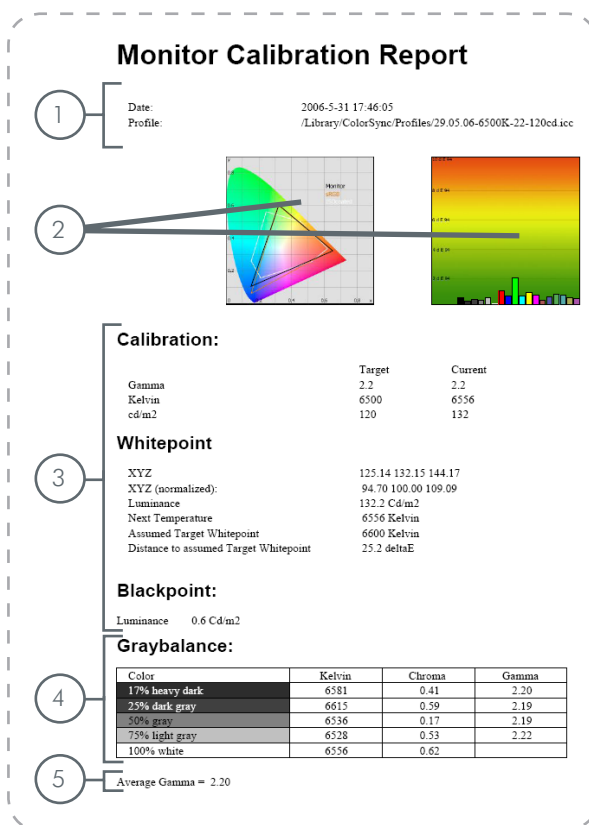 Monitor Calibration Report
1
Date: 2006-5-31 17:46:05
Profile: /Library/ColorSync/Profiles/29.05.06-6500K-22-120cd.icc
2
Monitor
sRGB
Calibration:
Target Current
Gamma 2.2 2.2
Kelvin 6500 6556
cd/m2 120 132
Whitepoint
3
XYZ 125.14 132.15 144.17
XYZ (normalized): 94.70 100.00 109.09
Luminance 132.2 Cd/m2
Next Temperature 6556 Kelvin
Assumed Target Whitepoint 6600 Kelvin
Distance to assumed Target Whitepoint 25.2 deltaE
Blackpoint:
Luminance 0.6 Cd/m2
Graybalance:
4
Color Kelvin Chroma Gamma
17% heavy dark 6581 0.41 2.20
25% dark gray 6615 0.59 2.19
50% gray 6536 0.17 2.19
75% light gray 6528 0.53 2.22
100% white 6556 0.62
5
Average Gamma = 2.20